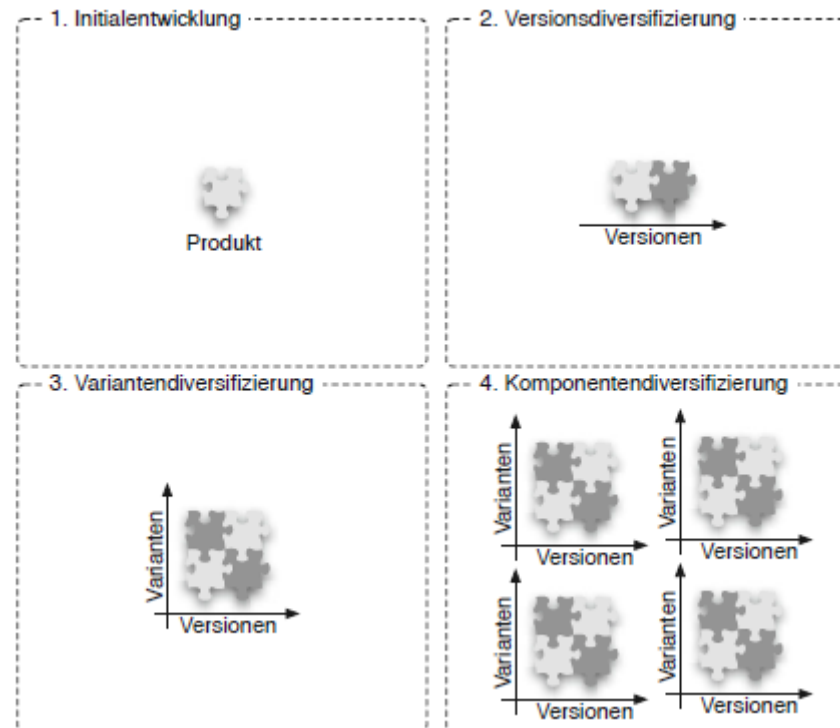 1. Initialentwicklung
Produkt
2. Versionsdiversifizierung
Versionen
3. Variantendiversifizierung
Varianten
Versionen
4. Komponentendiversifizierung
Varianten
Versionen
Varianten
Versionen
Varianten
Versionen
Varianten
Versionen